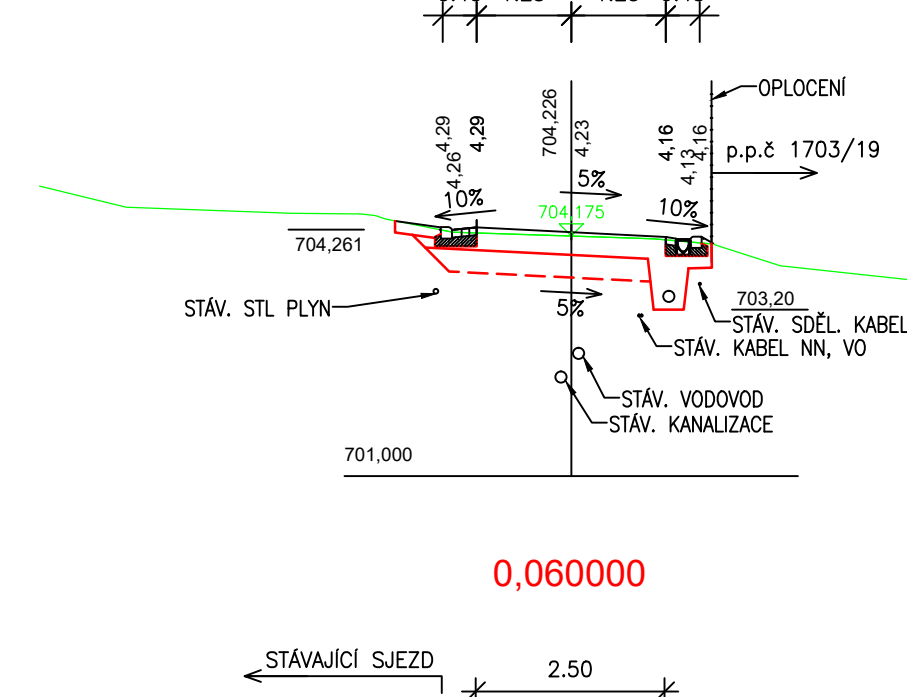 OPLOCENÍ
704,226
4,29
4,26
4,29
4,23
4,16
4,13
4,16
p.p.č 1703/19
5%
10%
10%
704,175
704,261
703,20
STÁV. STL PLYN
5%
STÁV. SDĚL. KABEL
STÁV. KABEL NN, VO
STÁV. VODOVOD
STÁV. KANALIZACE
701,000
0,060000
STÁVAJÍCÍ SJEZD
2.50